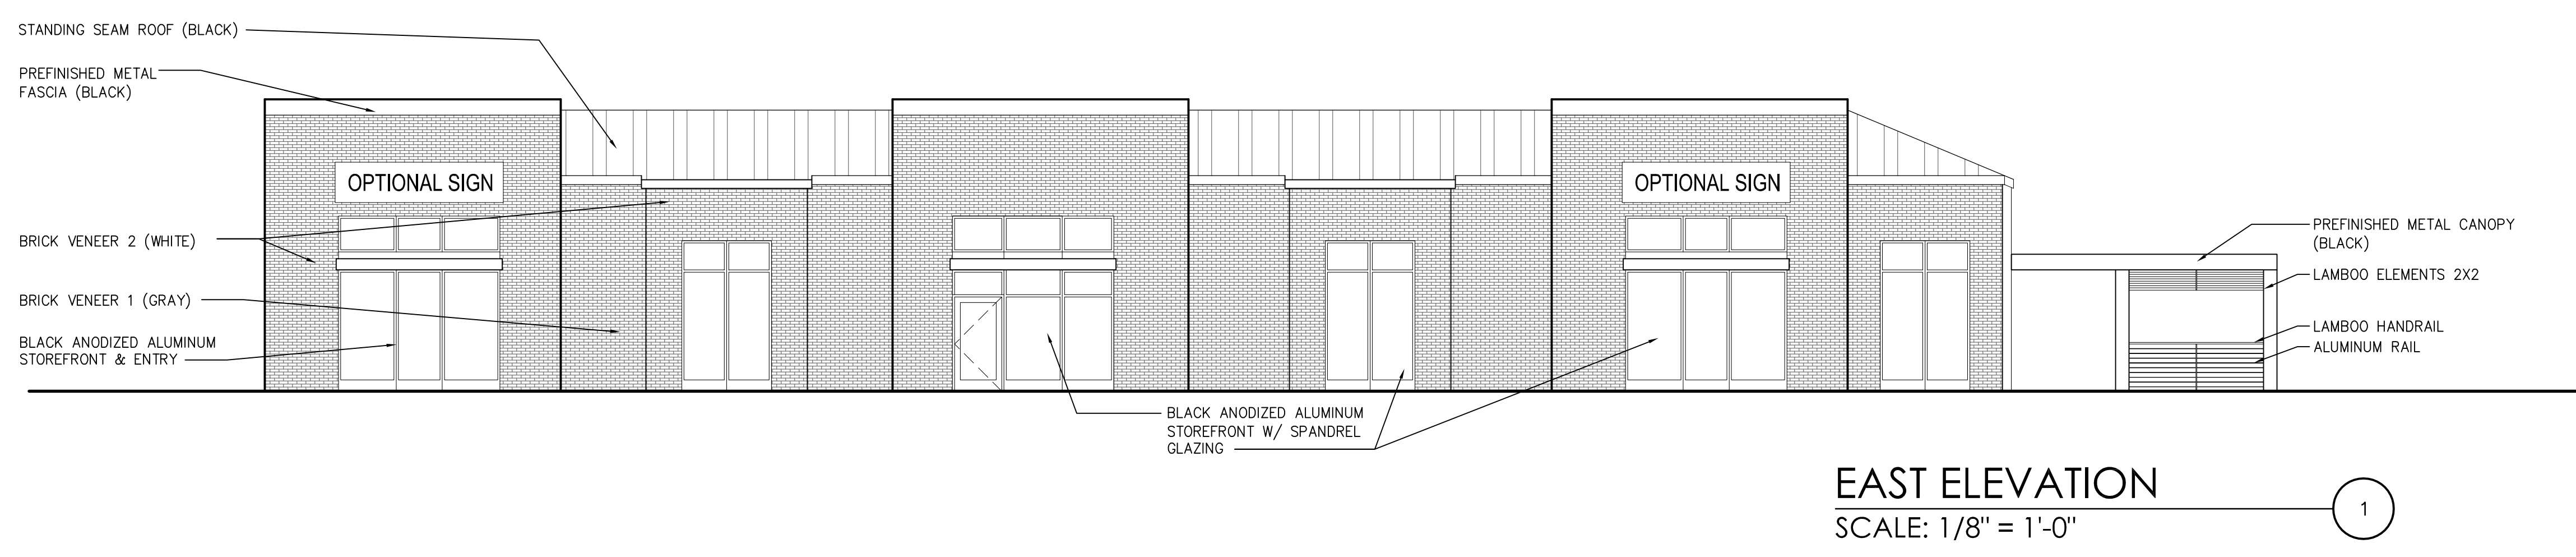 STANDING SEAM ROOF (BLACK)
PREFINISHED METAL
FASCIA (BLACK)
OPTIONAL SIGN
OPTIONAL SIGN
BRICK VENEER 2 (WHITE)
BRICK VENEER 1 (GRAY)
BLACK ANODIZED ALUMINUM
STOREFRONT & ENTRY
PREFINISHED METAL CANOPY
(BLACK)
LAMBOO ELEMENTS 2X2
LAMBOO HANDRAIL
ALUMINUM RAIL
BLACK ANODIZED ALUMINUM
STOREFRONT W/ SPANDREL
GLAZING
EAST ELEVATION
SCALE: 1/8" = 1'-0"
1